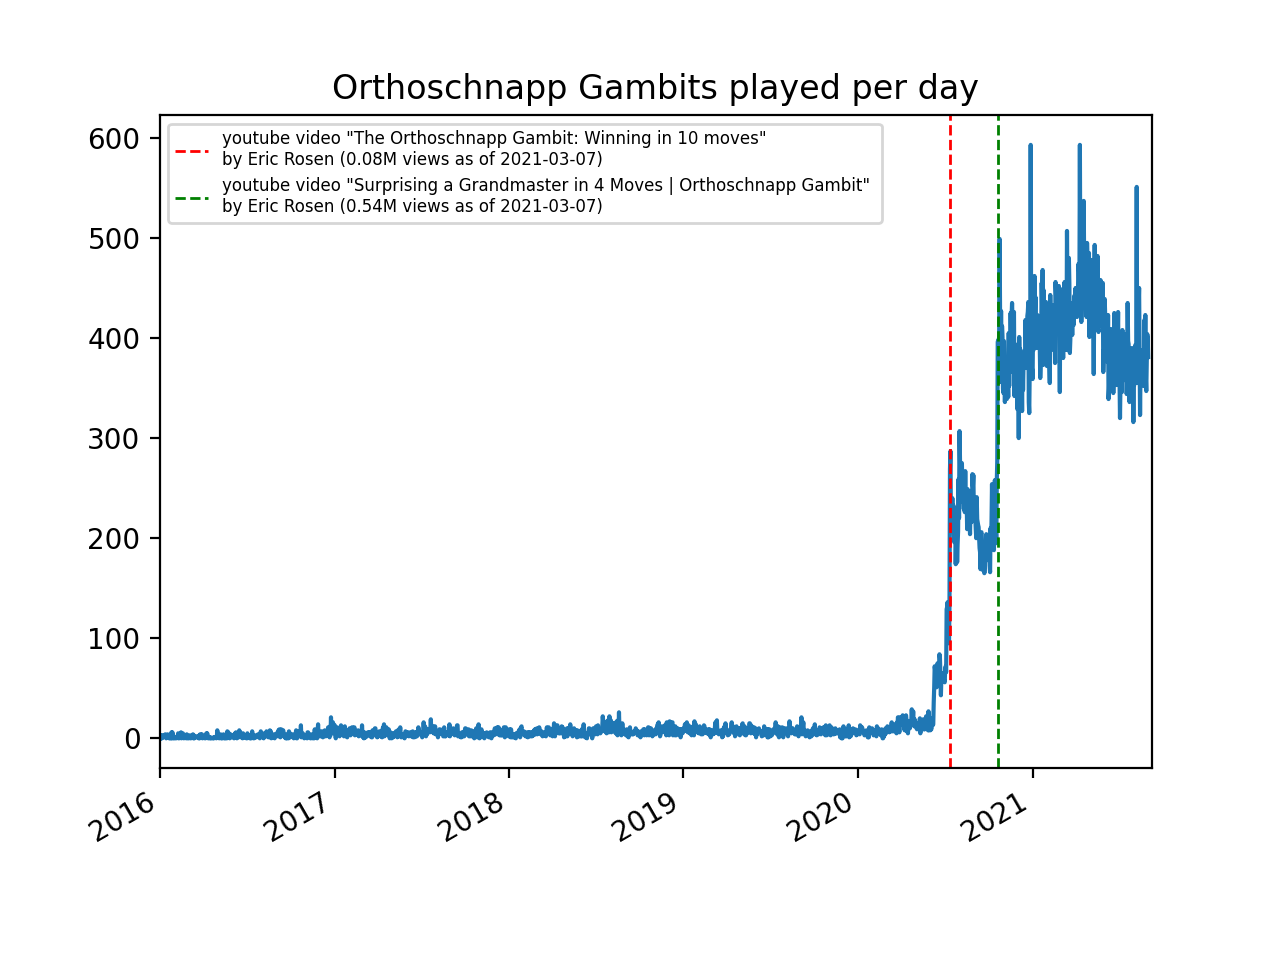 Orthoschnapp Gambits played per day
youtube video "The Orthoschnapp Gambit: Winning in 10 moves"
by Eric Rosen (0.08M views as of 2021-03-07)
youtube video "Surprising a Grandmaster in 4 Moves | Orthoschnapp Gambit"
by Eric Rosen (0.54M views as of 2021-03-07)
600
500
400
300
200
100
0
2016
2017
2018
2019
2020
2021